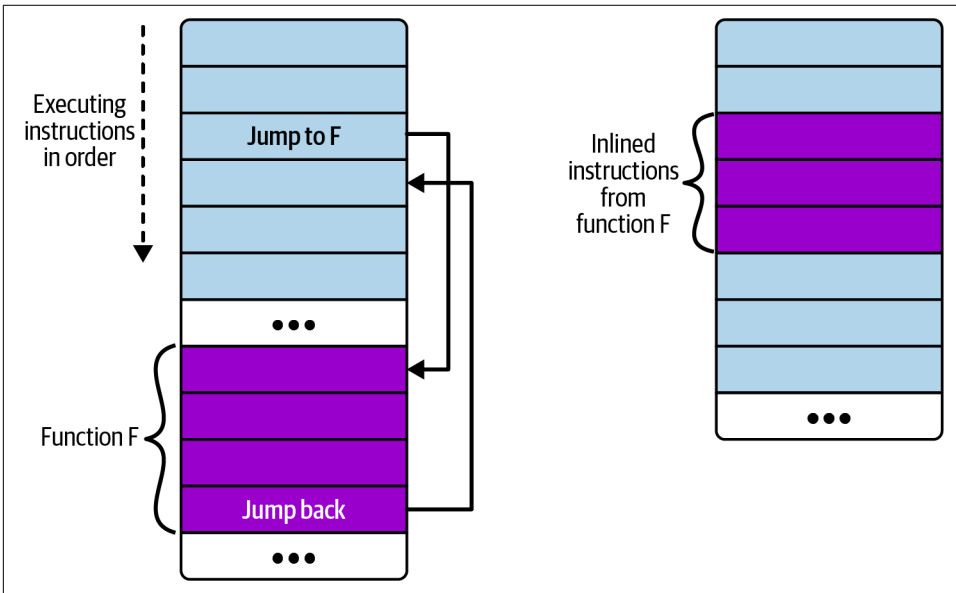 Executing
instructions
in order
Jump to F
•••
Function F
Jump back
•••
Inlined
instructions
from
function F
•••